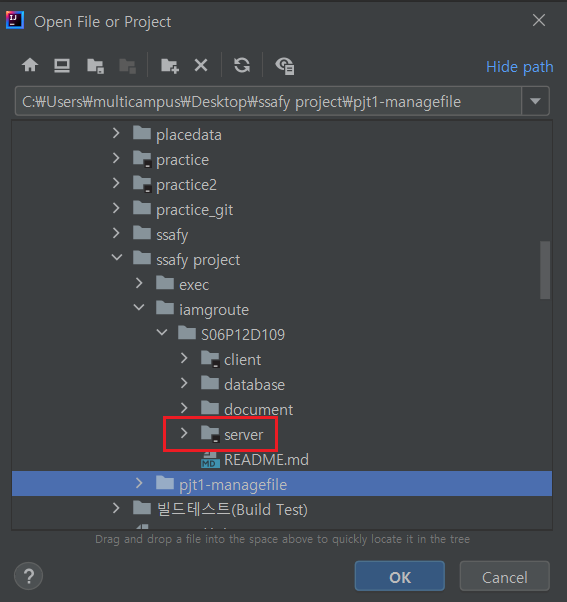 IJ
Open File or Project
Hide path
C:₩Users₩multicampus₩Desktop₩ssafy project₩pjt1-managefile
placedata
practice
practice2
practice_git
ssafy
ssafy project
exec
iamgroute
S06P12D109
client
database
document
server
MD README.md
pjt1-managefile
빌드테스트(Build Test)
Drag and drop a file into the space above to quickly locate it in the tree
?
OK
Cancel